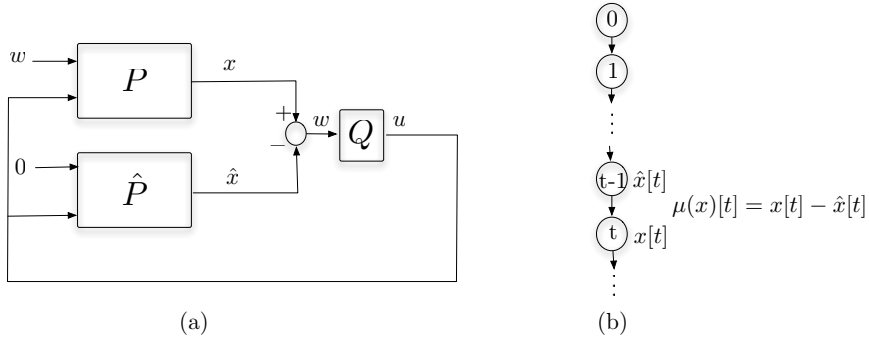 w
P
x
+
−
w
Q
u
0
P̂
x̂
(a)
0
1
⋮
t-1 x̂[t]
μ(x)[t] = x[t] − x̂[t]
t x[t]
⋮
(b)